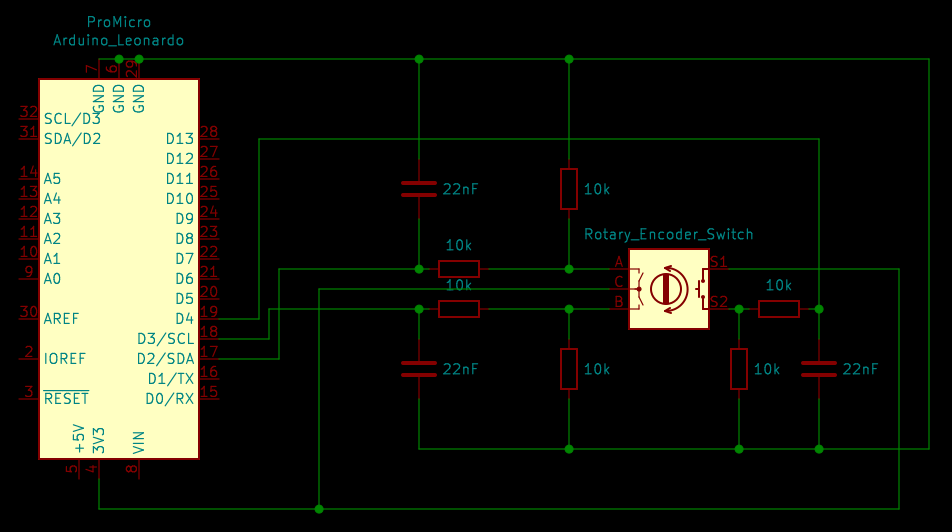 ProMicro
Arduino_Leonardo
7
6
29
GND
GND
GND
32
SCL/D3
31
SDA/D2
D13
28
D12
27
14
A5
D11
26
13
A4
D10
25
12
A3
D9
24
11
A2
D8
23
10
A1
D7
22
9
A0
D6
21
D5
20
30
AREF
D4
19
D3/SCL
18
2
IOREF
D2/SDA
17
D1/TX
16
3
RESET
D0/RX
15
+5V
3V3
VIN
5
4
8
22nF
10k
10k
10k
22nF
10k
Rotary_Encoder_Switch
A
C
B
S1
S2
10k
10k
22nF